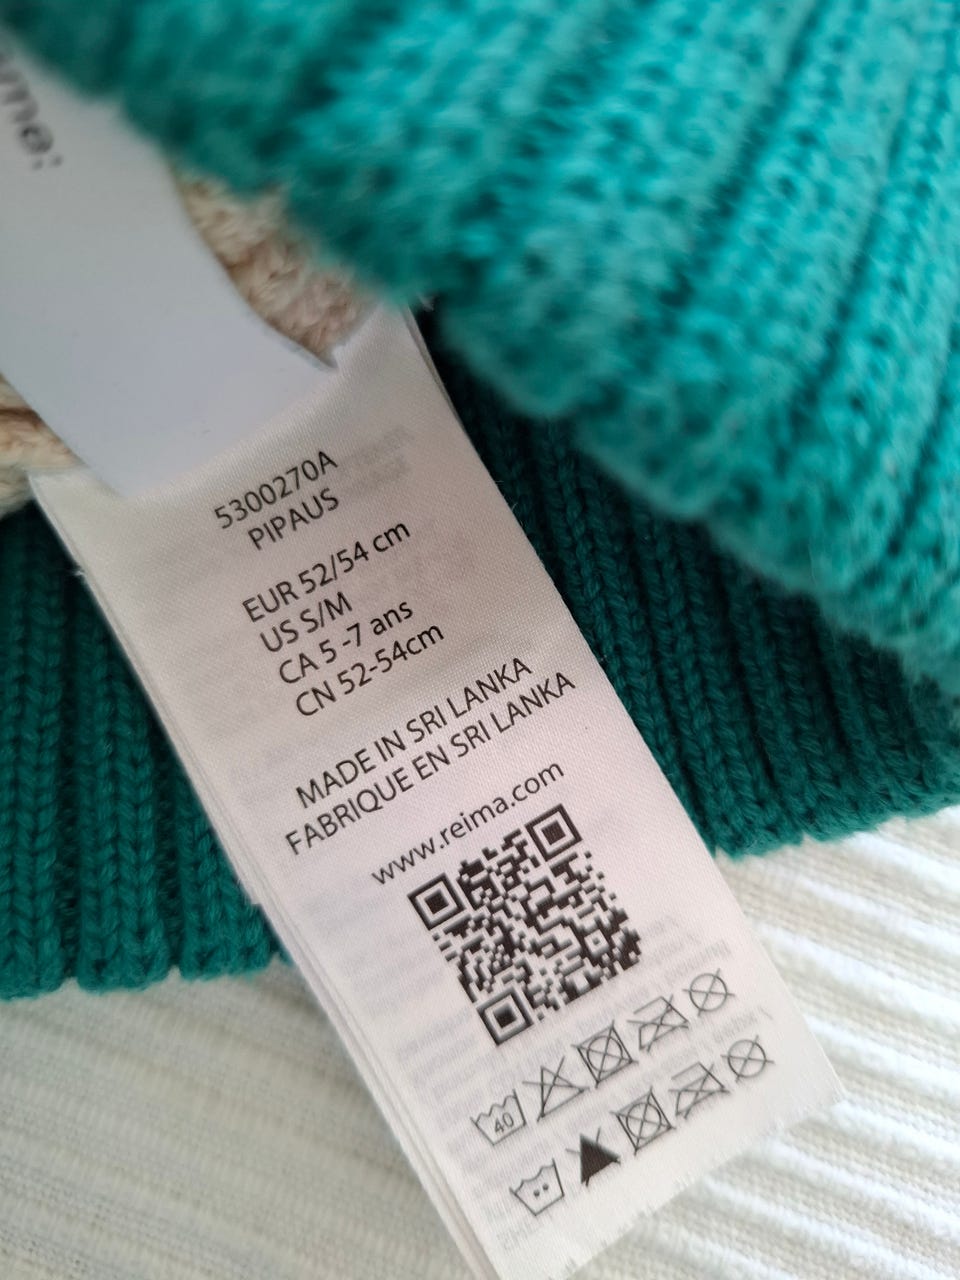 5300270A
PIPAUS
EUR 52/54 cm
US S/M
CA 5 -7 ans
CN 52-54cm
MADE IN SRI LANKA
FABRIQUE EN SRI LANKA
www.reima.com
40